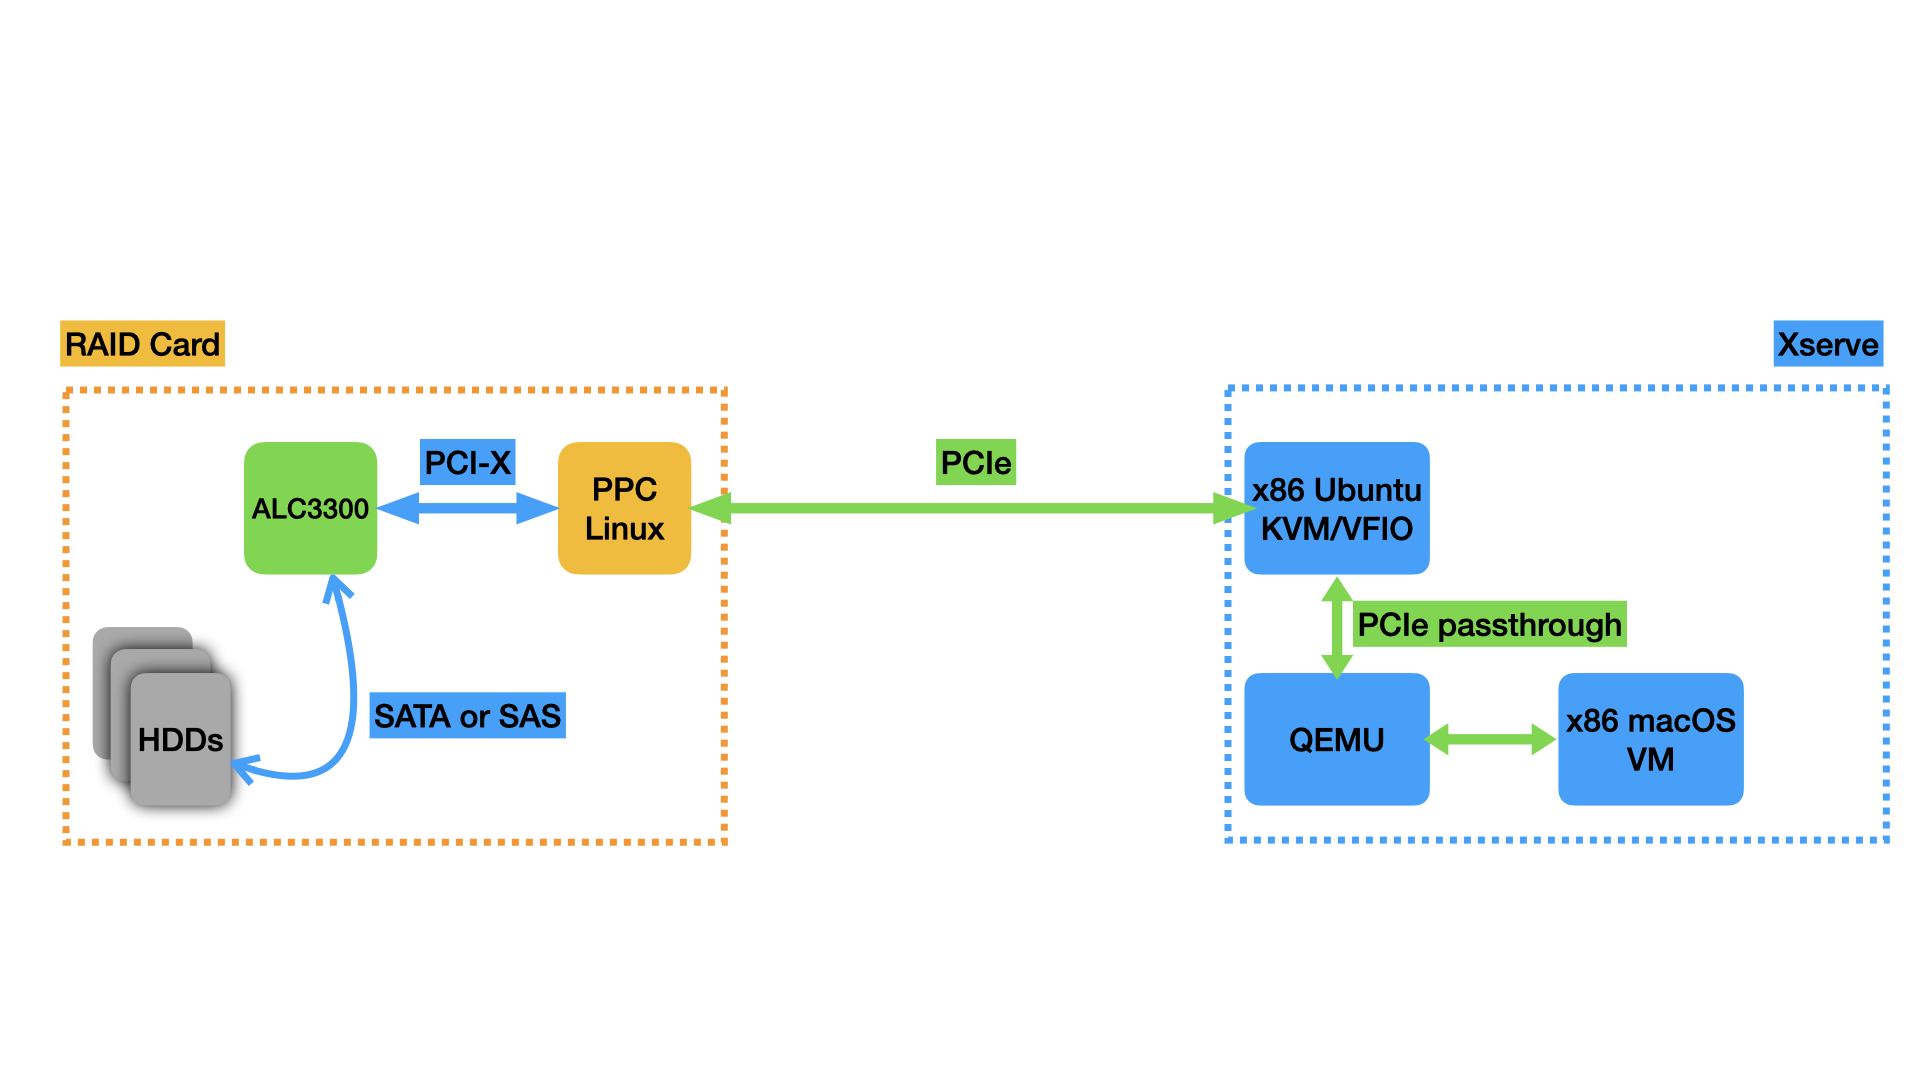 RAID Card
Xserve
ALC3300
PCI-X
PPC
Linux
PCIe
x86 Ubuntu
KVM/VFIO
PCIe passthrough
HDDs
SATA or SAS
QEMU
x86 macOS
VM